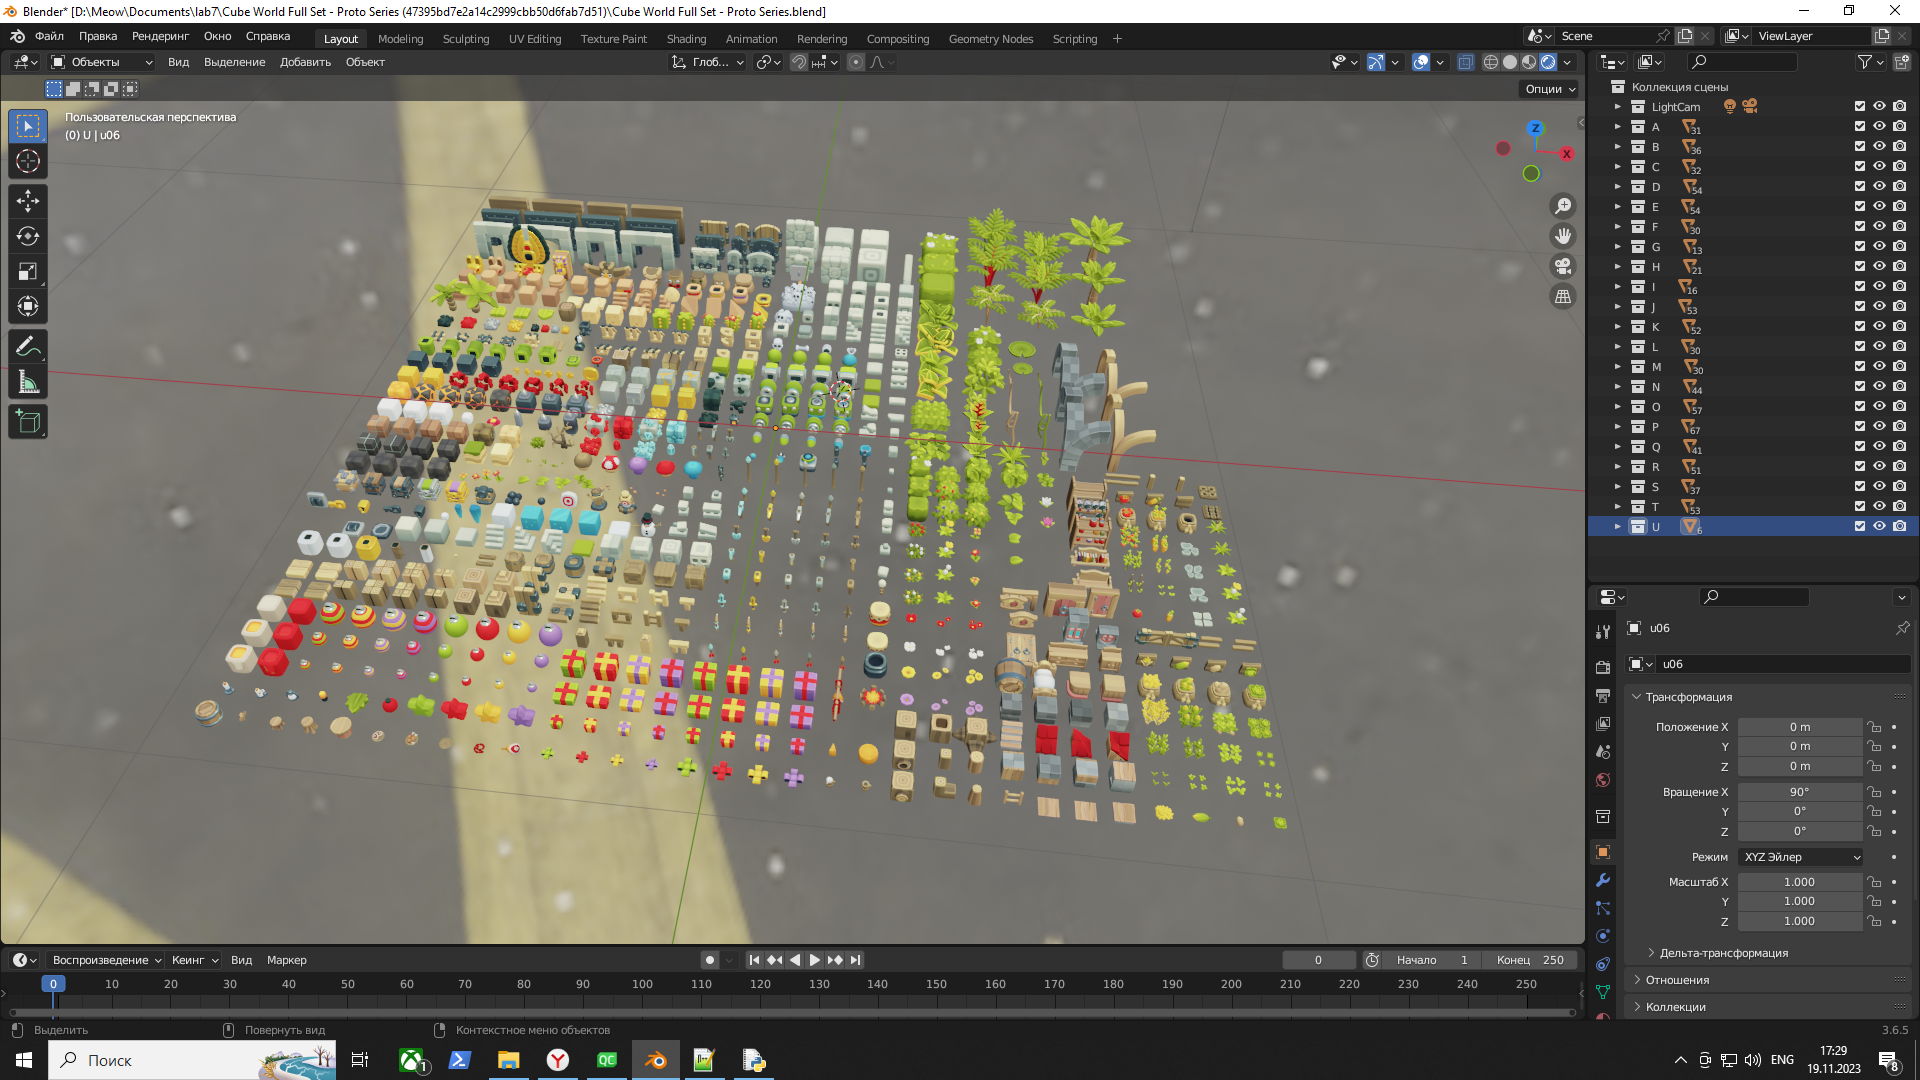 Blender* [D:\Meow\Documents\lab7\Cube World Full Set - Proto Series (47395bd7e2a14c2999cbb50d6fab7d51)\Cube World Full Set - Proto Series.blend]
Файл Правка Рендеринг Окно Справка Layout Modeling Sculpting UV Editing Texture Paint Shading Animation Rendering Compositing Geometry Nodes Scripting + Scene ViewLayer
Объекты Вид Выделение Добавить Объект Глоб...
Опции
Пользовательская перспектива
(0) U | u06
Z
X
Коллекция сцены
LightCam
A 31
B 36
C 32
D 54
E 54
F 30
G 13
H 21
I 16
J 53
K 52
L 30
M 30
N 44
O 57
P 67
Q 41
R 51
S 37
T 53
U 6
u06
u06
Трансформация
Положение X 0 m
Y 0 m
Z 0 m
Вращение X 90°
Y 0°
Z 0°
Режим XYZ Эйлер
Масштаб X 1.000
Y 1.000
Z 1.000
Дельта-трансформация
Отношения
Коллекции
Воспроизведение Кеинг Вид Маркер 0 Начало 1 Конец 250
0 10 20 30 40 50 60 70 80 90 100 110 120 130 140 150 160 170 180 190 200 210 220 230 240 250
Выделить Повернуть вид Контекстное меню объектов 3.6.5
Поиск 1 QC ENG 17:29 8
19.11.2023